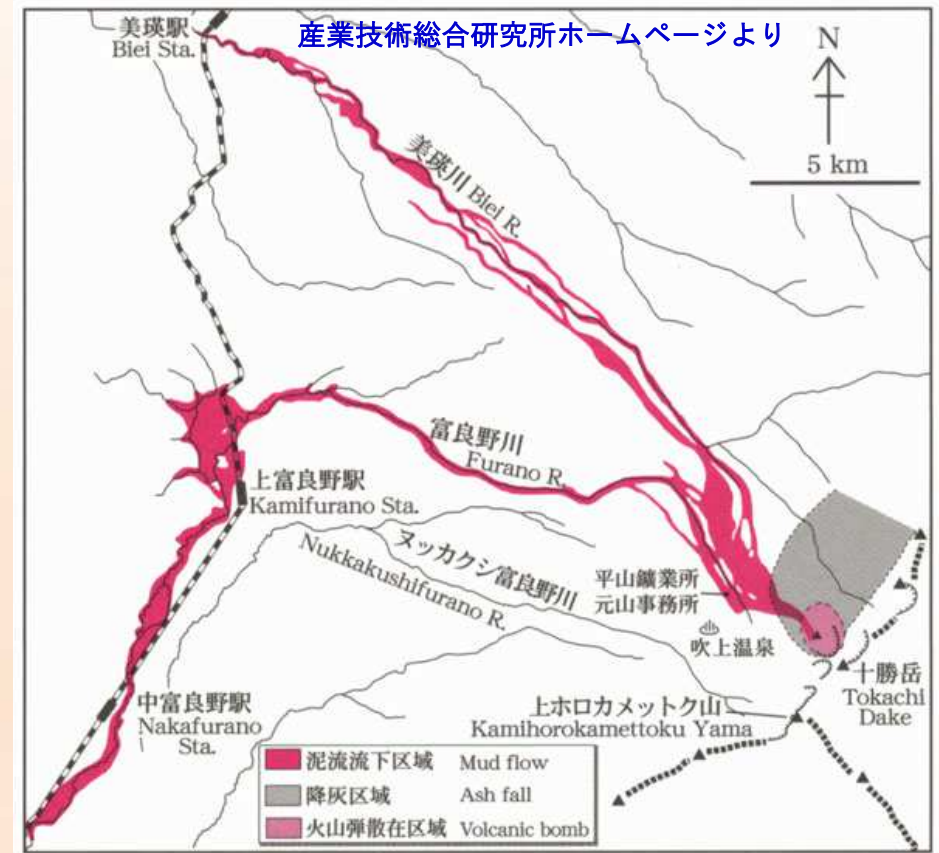 産業技術総合研究所ホームページより
美瑛駅
Biei Sta.
N
5 km
美瑛川 Biei R.
富良野川
Furano R.
上富良野駅
Kamifurano Sta.
ヌッカクシ富良野川
Nukkakushifurano R.
平山鑛業所
元山事務所
吹上温泉
十勝岳
Tokachi
Dake
上ホロカメットク山
Kamihorokamettoku Yama
中富良野駅
Nakafurano
Sta.
泥流流下区域 Mud flow
降灰区域 Ash fall
火山弾散在区域 Volcanic bomb